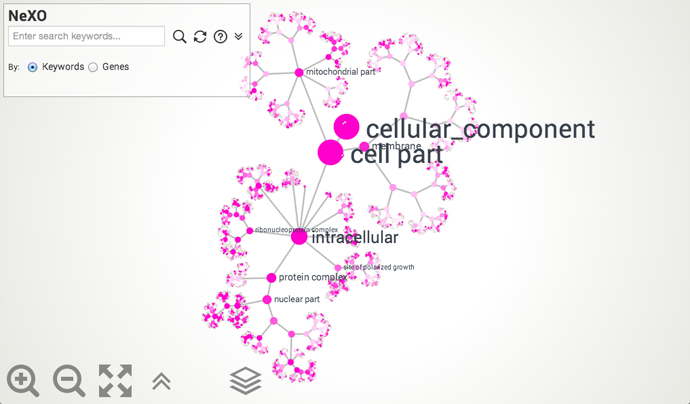 NeXO
Enter search keywords...
By: Keywords Genes
mitochondrial part
cellular_component
membrane
cell part
ribonucleoprotein complex
intracellular
site of polarized growth
protein complex
nuclear part